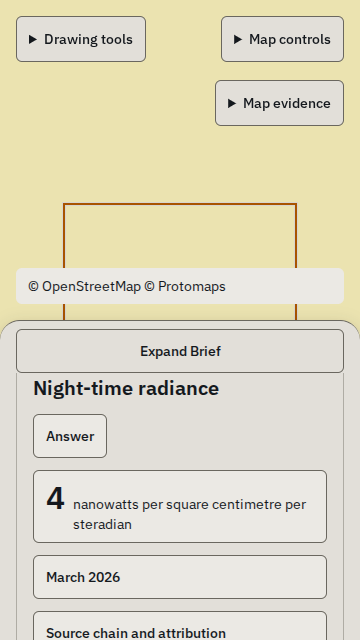 ▶ Drawing tools
▶ Map controls
▶ Map evidence
© OpenStreetMap © Protomaps
Expand Brief
Night-time radiance
Answer
4 nanowatts per square centimetre per
steradian
March 2026
Source chain and attribution